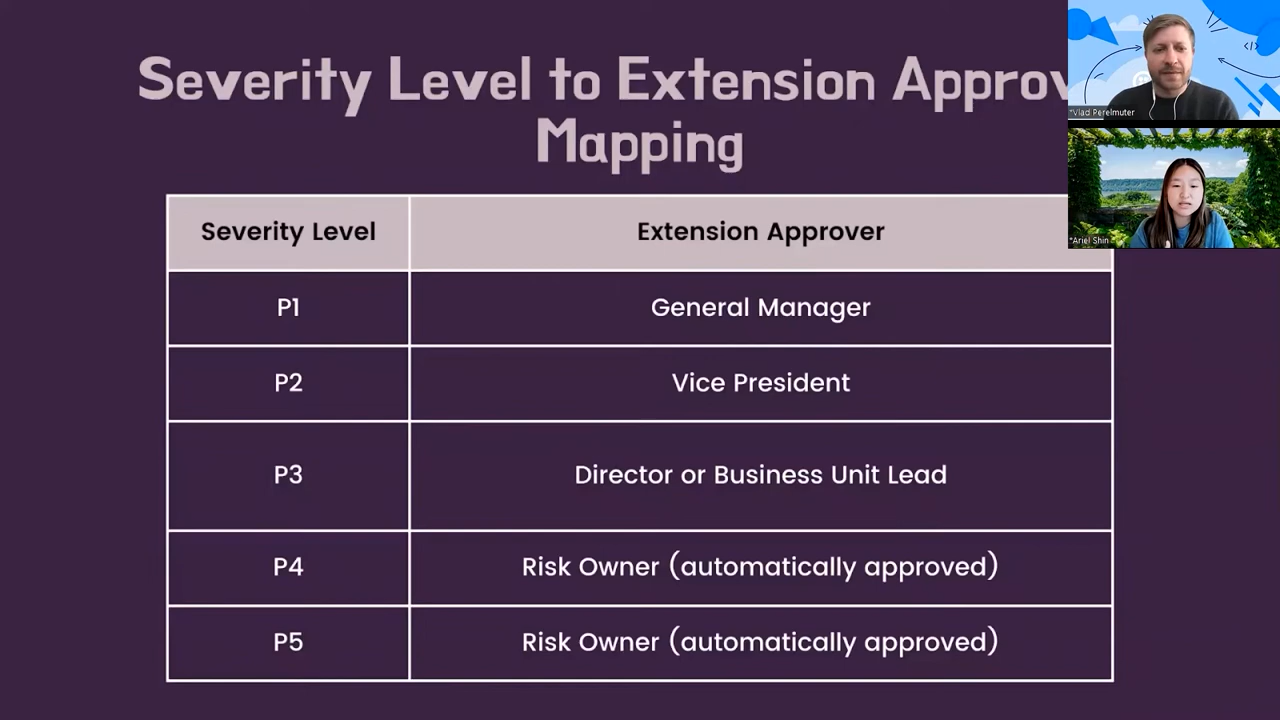 Severity Level to Extension Approv
Mapping
*Vlad Perelmuter
*Ariel Shin
Severity Level
Extension Approver
P1
General Manager
P2
Vice President
P3
Director or Business Unit Lead
P4
Risk Owner (automatically approved)
P5
Risk Owner (automatically approved)